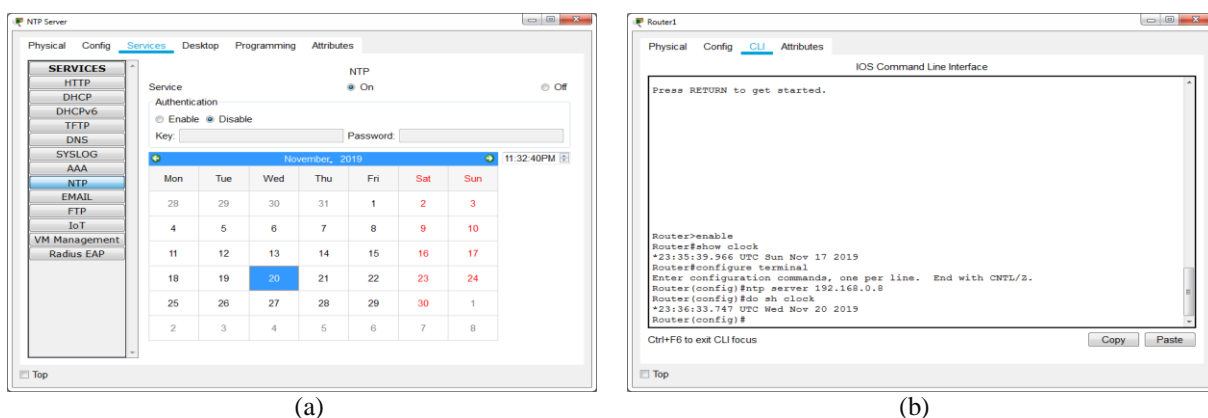 NTP Server
Physical Config Services Desktop Programming Attributes
SERVICES
HTTP
DHCP
DHCPv6
TFTP
DNS
SYSLOG
AAA
NTP
EMAIL
FTP
IoT
VM Management
Radius EAP
NTP
Service On Off
Authentication
Enable Disable
Key: Password:
November, 2019 11:32:40PM
Mon Tue Wed Thu Fri Sat Sun
28 29 30 31 1 2 3
4 5 6 7 8 9 10
11 12 13 14 15 16 17
18 19 20 21 22 23 24
25 26 27 28 29 30 1
2 3 4 5 6 7 8
Top
(a)
Router1
Physical Config CLI Attributes
IOS Command Line Interface
Press RETURN to get started.
Router>enable
Router#show clock
*23:35:39.966 UTC Sun Nov 17 2019
Router#configure terminal
Enter configuration commands, one per line. End with CNTL/Z.
Router(config)#ntp server 192.168.0.8
Router(config)#do sh clock
*23:36:33.747 UTC Wed Nov 20 2019
Router(config)#
Ctrl+F6 to exit CLI focus Copy Paste
Top
(b)